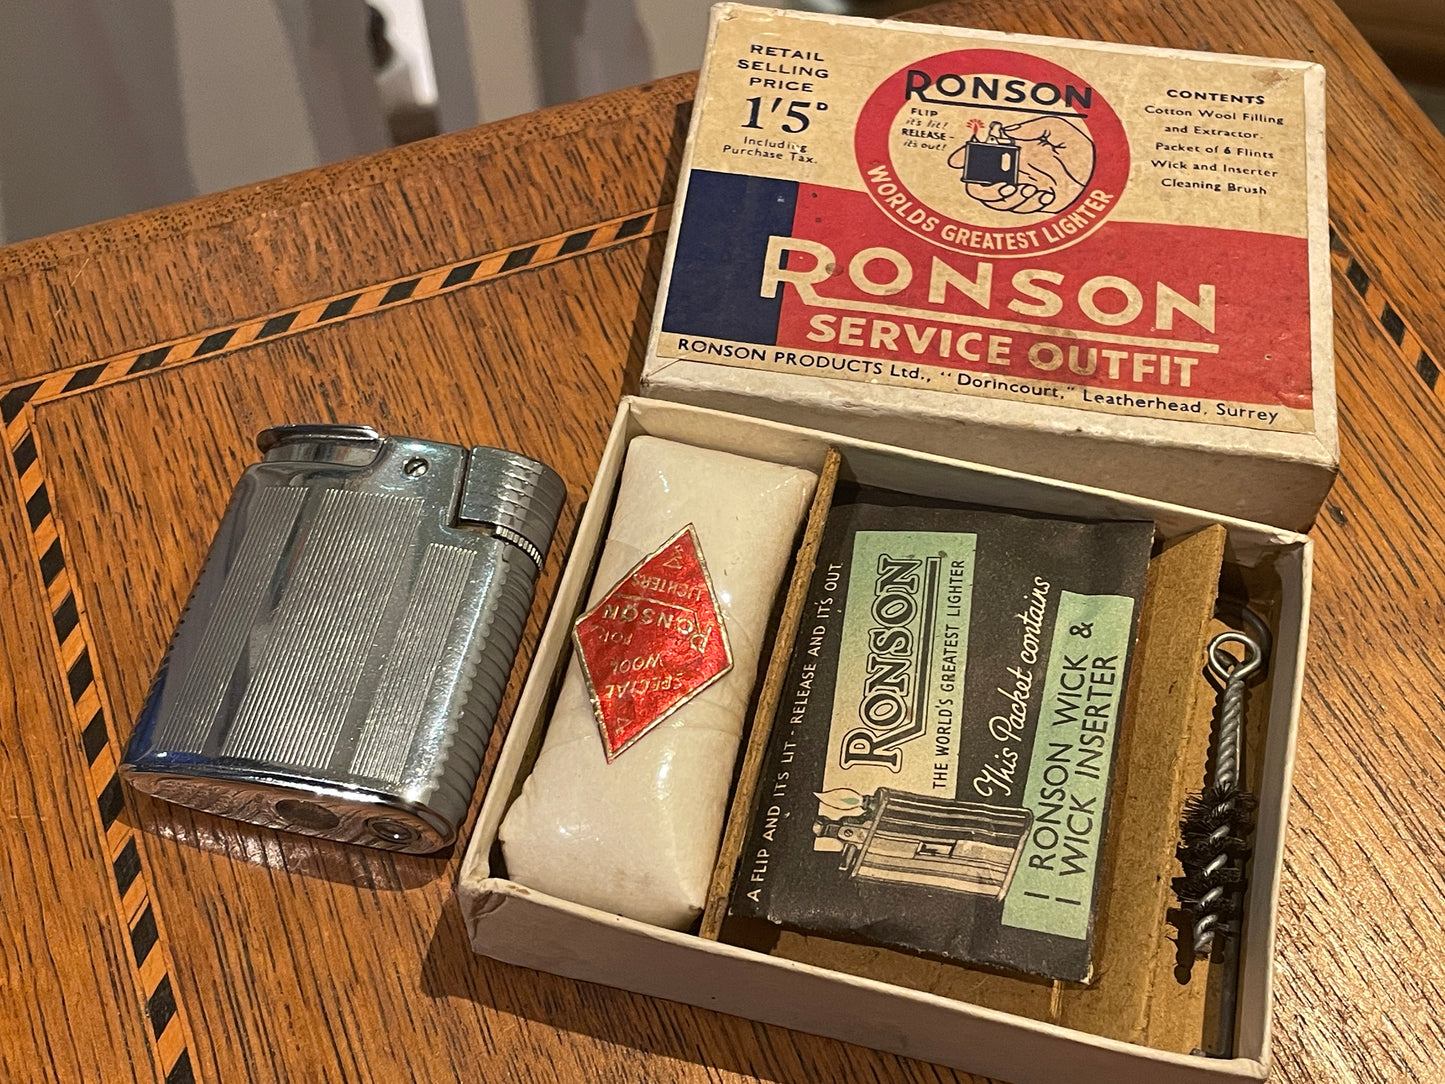 RETAIL
SELLING
PRICE
1'5D
Including
Purchase Tax.
RONSON
FLIP
it's lit!
RELEASE-
it's out!
WORLDS GREATEST LIGHTER
CONTENTS
Cotton Wool Filling
and Extractor.
Packet of 6 Flints
Wick and Inserter
Cleaning Brush
RONSON
SERVICE OUTFIT
RONSON PRODUCTS Ltd., "Dorincourt," Leatherhead, Surrey
SPECIAL
WOOL
FOR
RONSON
LIGHTERS
A FLIP AND IT'S LIT - RELEASE AND IT'S OUT
RONSON
THE WORLD'S GREATEST LIGHTER
This Packet contains
1 RONSON WICK &
1 WICK INSERTER